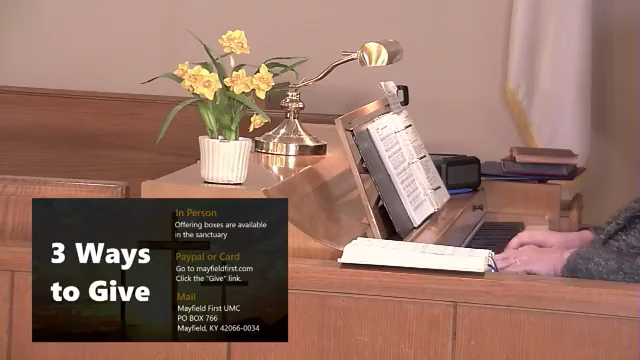 3 Ways
to Give
In Person
Offering boxes are available
in the sanctuary
Paypal or Card
Go to mayfieldfirst.com
Click the "Give" link.
Mail
Mayfield First UMC
PO BOX 766
Mayfield, KY 42066-0034